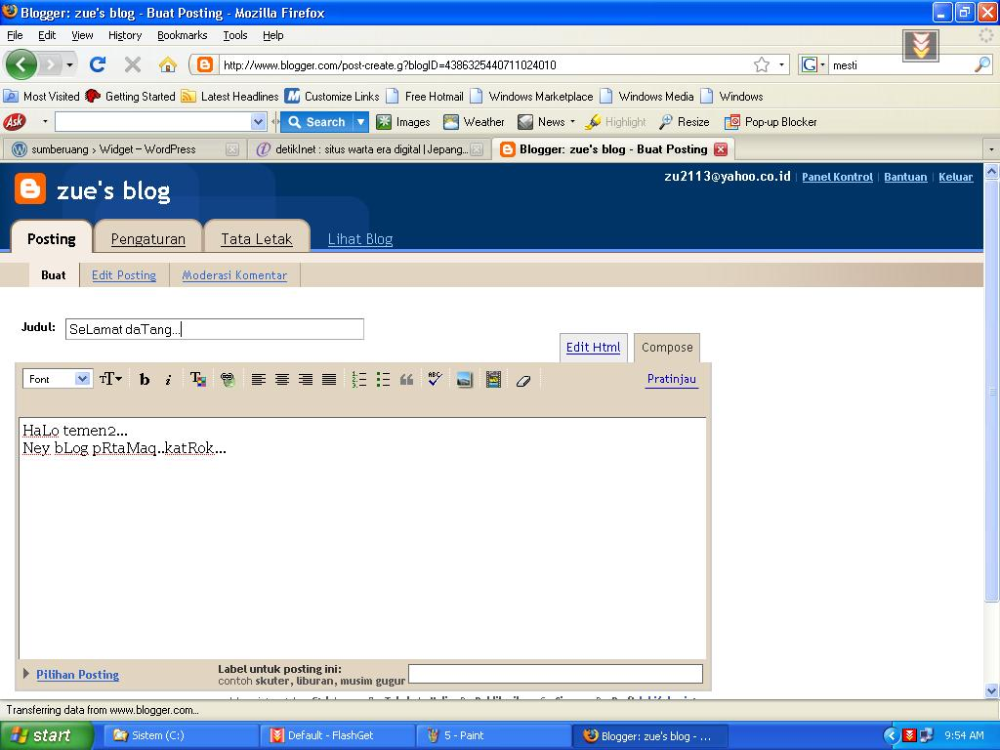 Blogger: zue's blog - Buat Posting - Mozilla Firefox
File Edit View History Bookmarks Tools Help
http://www.blogger.com/post-create.g?blogID=4386325440711024010 G mesti
Most Visited Getting Started Latest Headlines Customize Links Free Hotmail Windows Marketplace Windows Media Windows
Ask Search Images Weather News Highlight Resize Pop-up Blocker
sumberuang › Widget — WordPress detikInet : situs warta era digital | Jepang... Blogger: zue's blog - Buat Posting
zu2113@yahoo.co.id | Panel Kontrol | Bantuan | Keluar
zue's blog
Posting Pengaturan Tata Letak Lihat Blog
Buat Edit Posting Moderasi Komentar
Judul: SeLamat daTang...
Edit Html Compose
Font b i ABC Pratinjau
HaLo temen2...
Ney bLog pRtaMaq..katRok...
Pilihan Posting
Label untuk posting ini:
contoh skuter, liburan, musim gugur
Transferring data from www.blogger.com...
start Sistem (C:) Default - FlashGet 5 - Paint Blogger: zue's blog - ... 9:54 AM